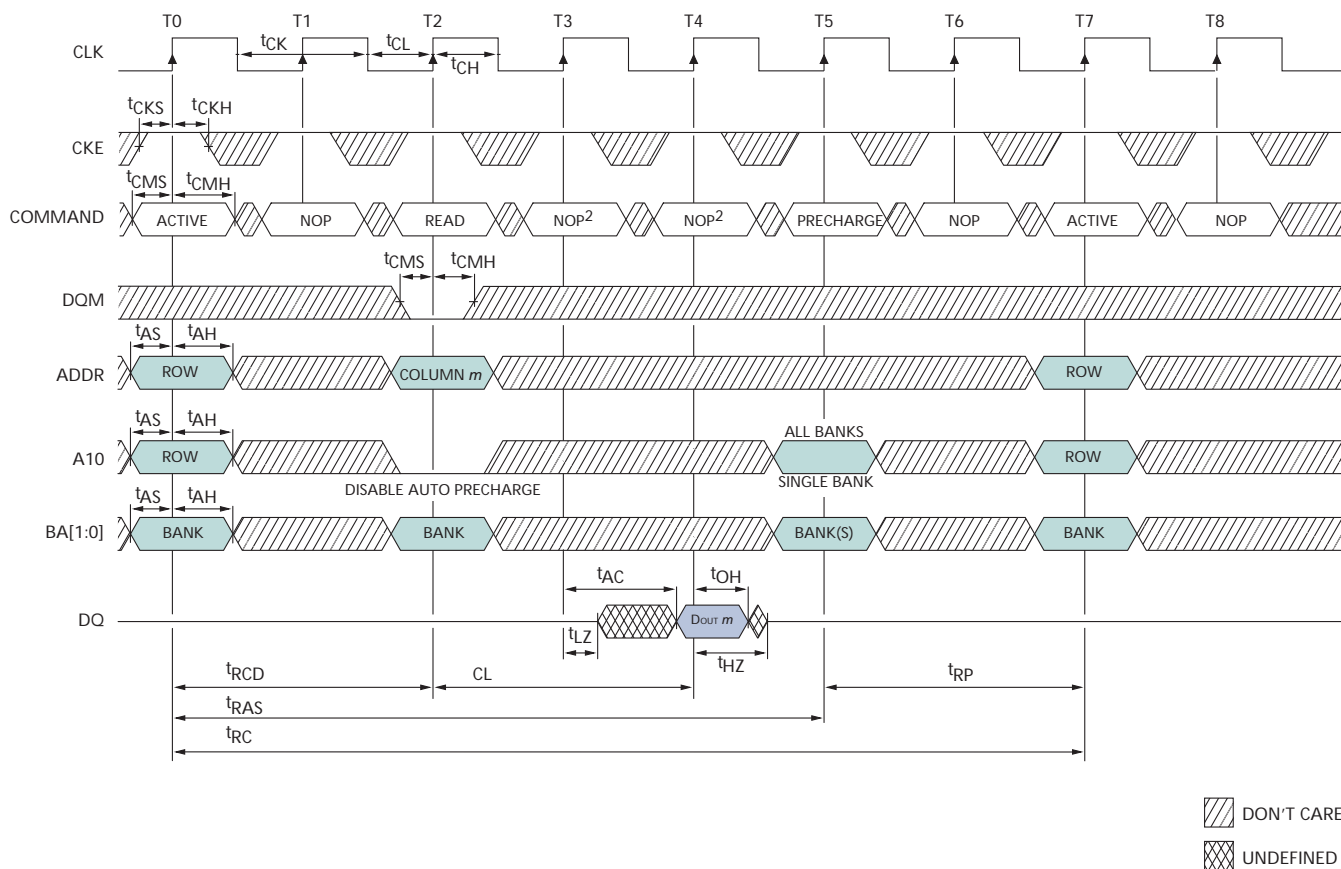 T0 T1 T2 T3 T4 T5 T6 T7 T8
CLK tCK tCL tCH
tCKS tCKH
CKE
tCMS tCMH
COMMAND ACTIVE NOP READ NOP2 NOP2 PRECHARGE NOP ACTIVE NOP
tCMS tCMH
DQM
tAS tAH
ADDR ROW COLUMN m ROW
tAS tAH ALL BANKS
A10 ROW ROW
DISABLE AUTO PRECHARGE SINGLE BANK
tAS tAH
BA[1:0] BANK BANK BANK(S) BANK
tAC tOH
DQ DOUT m
tLZ tHZ
tRCD CL tRP
tRAS
tRC
DON'T CARE
UNDEFINED